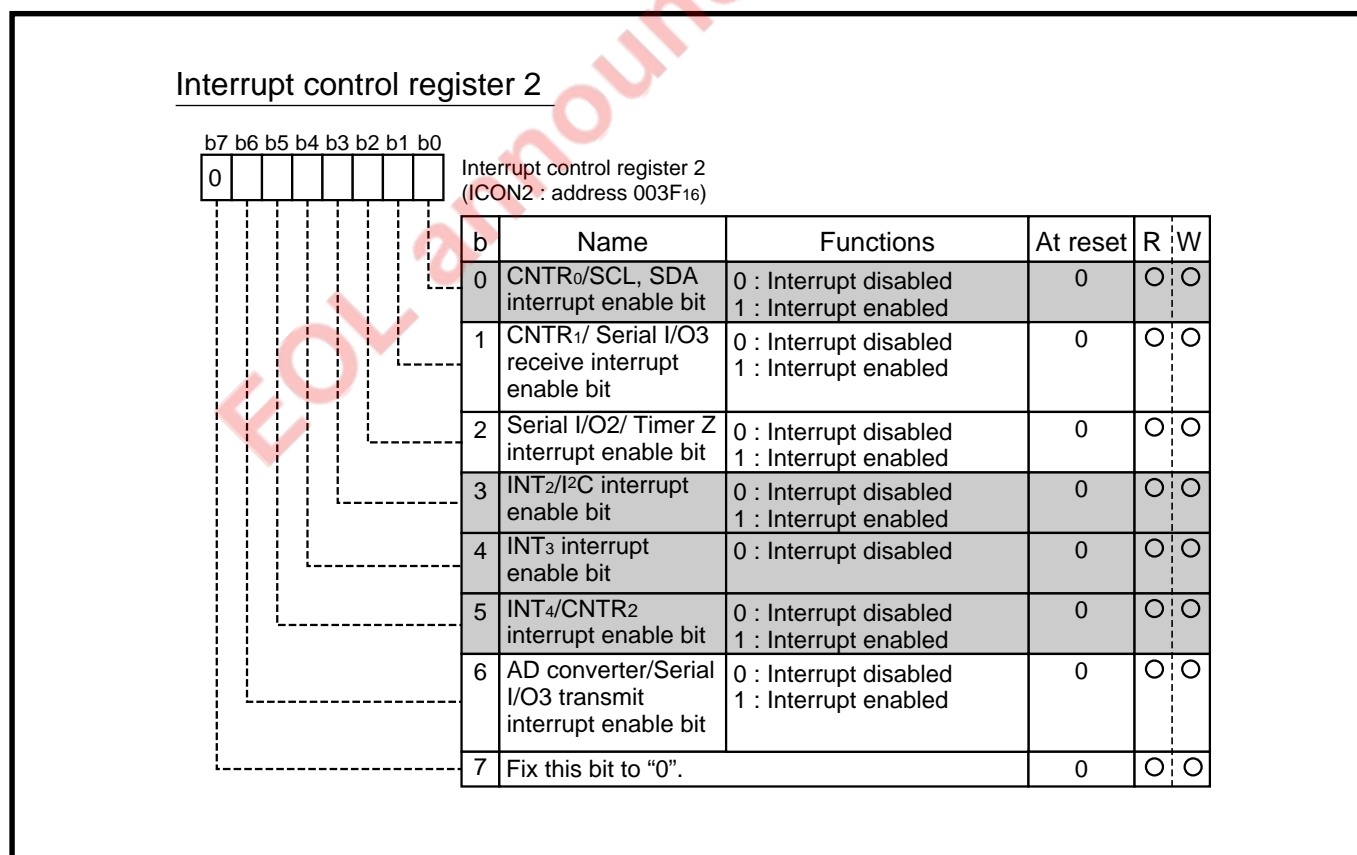 EOL announ
Interrupt control register 2
b7 b6 b5 b4 b3 b2 b1 b0
0
Interrupt control register 2
(ICON2 : address 003F16)
b Name Functions At reset R W
0 CNTR0/SCL, SDA 0 : Interrupt disabled 0 O O
interrupt enable bit 1 : Interrupt enabled
1 CNTR1/ Serial I/O3 0 : Interrupt disabled 0 O O
receive interrupt 1 : Interrupt enabled
enable bit
2 Serial I/O2/ Timer Z 0 : Interrupt disabled 0 O O
interrupt enable bit 1 : Interrupt enabled
3 INT2/I2C interrupt 0 : Interrupt disabled 0 O O
enable bit 1 : Interrupt enabled
4 INT3 interrupt 0 : Interrupt disabled 0 O O
enable bit
5 INT4/CNTR2 0 : Interrupt disabled 0 O O
interrupt enable bit 1 : Interrupt enabled
6 AD converter/Serial 0 : Interrupt disabled 0 O O
I/O3 transmit 1 : Interrupt enabled
interrupt enable bit
7 Fix this bit to “0”. 0 O O